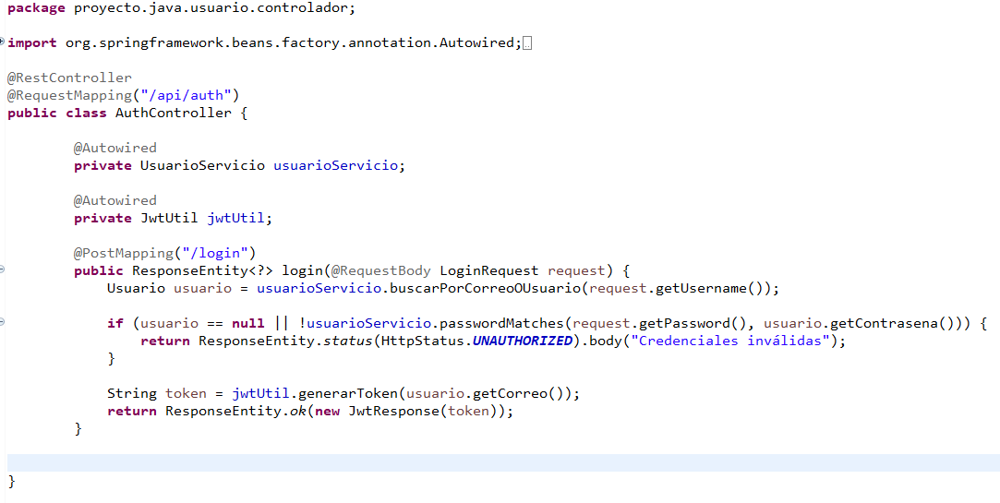 package proyecto.java.usuario.controlador;
import org.springframework.beans.factory.annotation.Autowired;
@RestController
@RequestMapping("/api/auth")
public class AuthController {
@Autowired
private UsuarioServicio usuarioServicio;
@Autowired
private JwtUtil jwtUtil;
@PostMapping("/login")
public ResponseEntity<?> login(@RequestBody LoginRequest request) {
Usuario usuario = usuarioServicio.buscarPorCorreoOUsuario(request.getUsername());
if (usuario == null || !usuarioServicio.passwordMatches(request.getPassword(), usuario.getContrasena())) {
return ResponseEntity.status(HttpStatus.UNAUTHORIZED).body("Credenciales inválidas");
}
String token = jwtUtil.generarToken(usuario.getCorreo());
return ResponseEntity.ok(new JwtResponse(token));
}
}